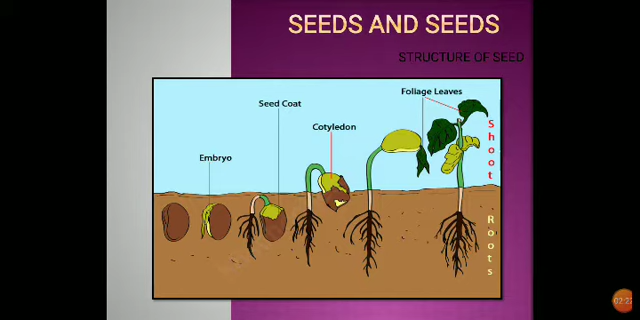 SEEDS AND SEEDS
STRUCTURE OF SEED
Foliage Leaves
Seed Coat
Cotyledon
Embryo
Shoot
Roots